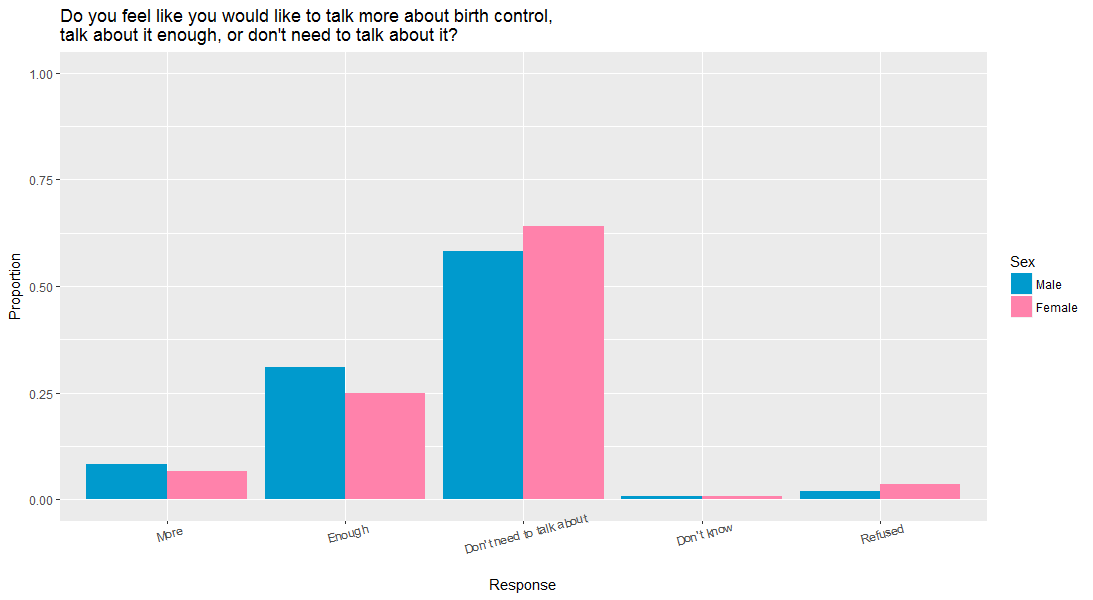 Do you feel like you would like to talk more about birth control,
talk about it enough, or don't need to talk about it?
1.00
0.75
0.50
0.25
0.00
Proportion
More
Enough
Don't need to talk about
Don't know
Refused
Response
Sex
Male
Female